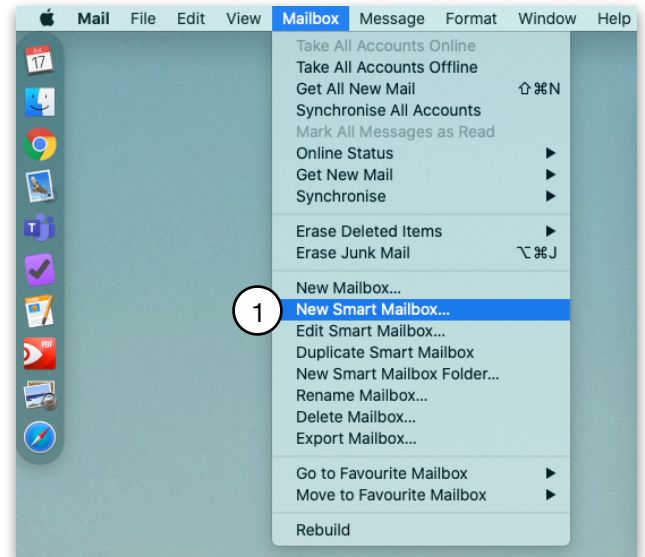 Mail File Edit View Mailbox Message Format Window Help
JUL
17
Take All Accounts Online
Take All Accounts Offline
Get All New Mail ⇧⌘N
Synchronise All Accounts
Mark All Messages as Read
Online Status ▶
Get New Mail ▶
Synchronise ▶
Erase Deleted Items ▶
Erase Junk Mail ⌥⌘J
New Mailbox...
1 New Smart Mailbox...
Edit Smart Mailbox...
Duplicate Smart Mailbox
New Smart Mailbox Folder...
Rename Mailbox...
Delete Mailbox...
Export Mailbox...
Go to Favourite Mailbox ▶
Move to Favourite Mailbox ▶
Rebuild
T
PDF